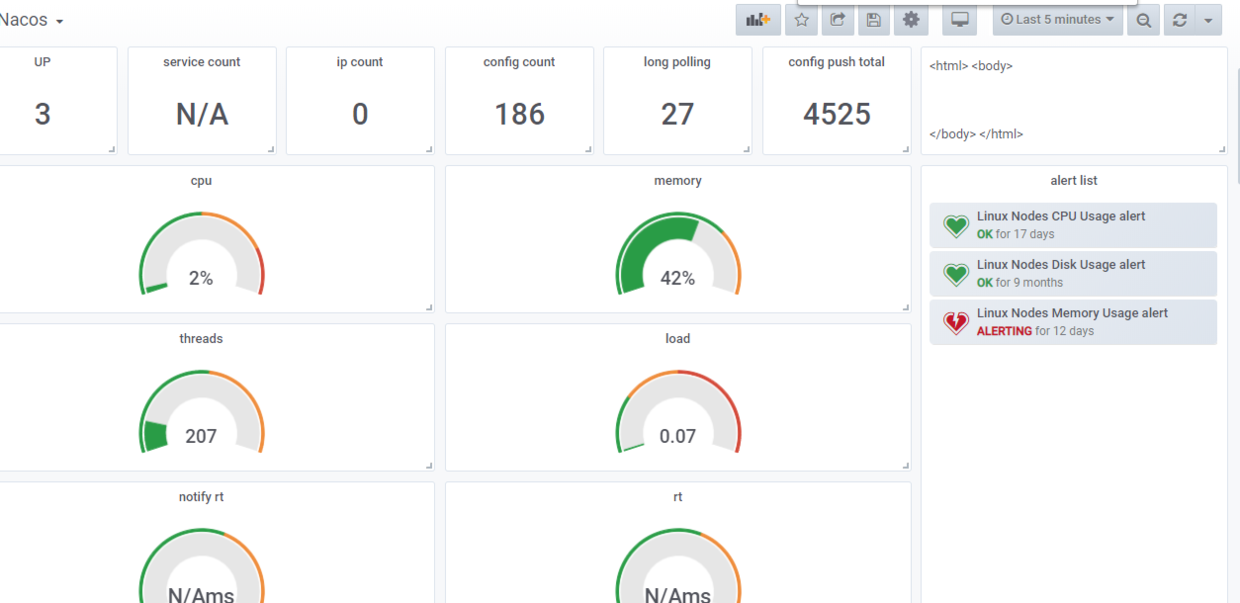 Nacos
Last 5 minutes
UP
service count
ip count
config count
long polling
config push total
3
N/A
0
186
27
4525
<html> <body>
</body> </html>
cpu
memory
alert list
2%
42%
Linux Nodes CPU Usage alert
OK for 17 days
Linux Nodes Disk Usage alert
OK for 9 months
Linux Nodes Memory Usage alert
ALERTING for 12 days
threads
load
207
0.07
notify rt
rt
N/Ams
N/Ams